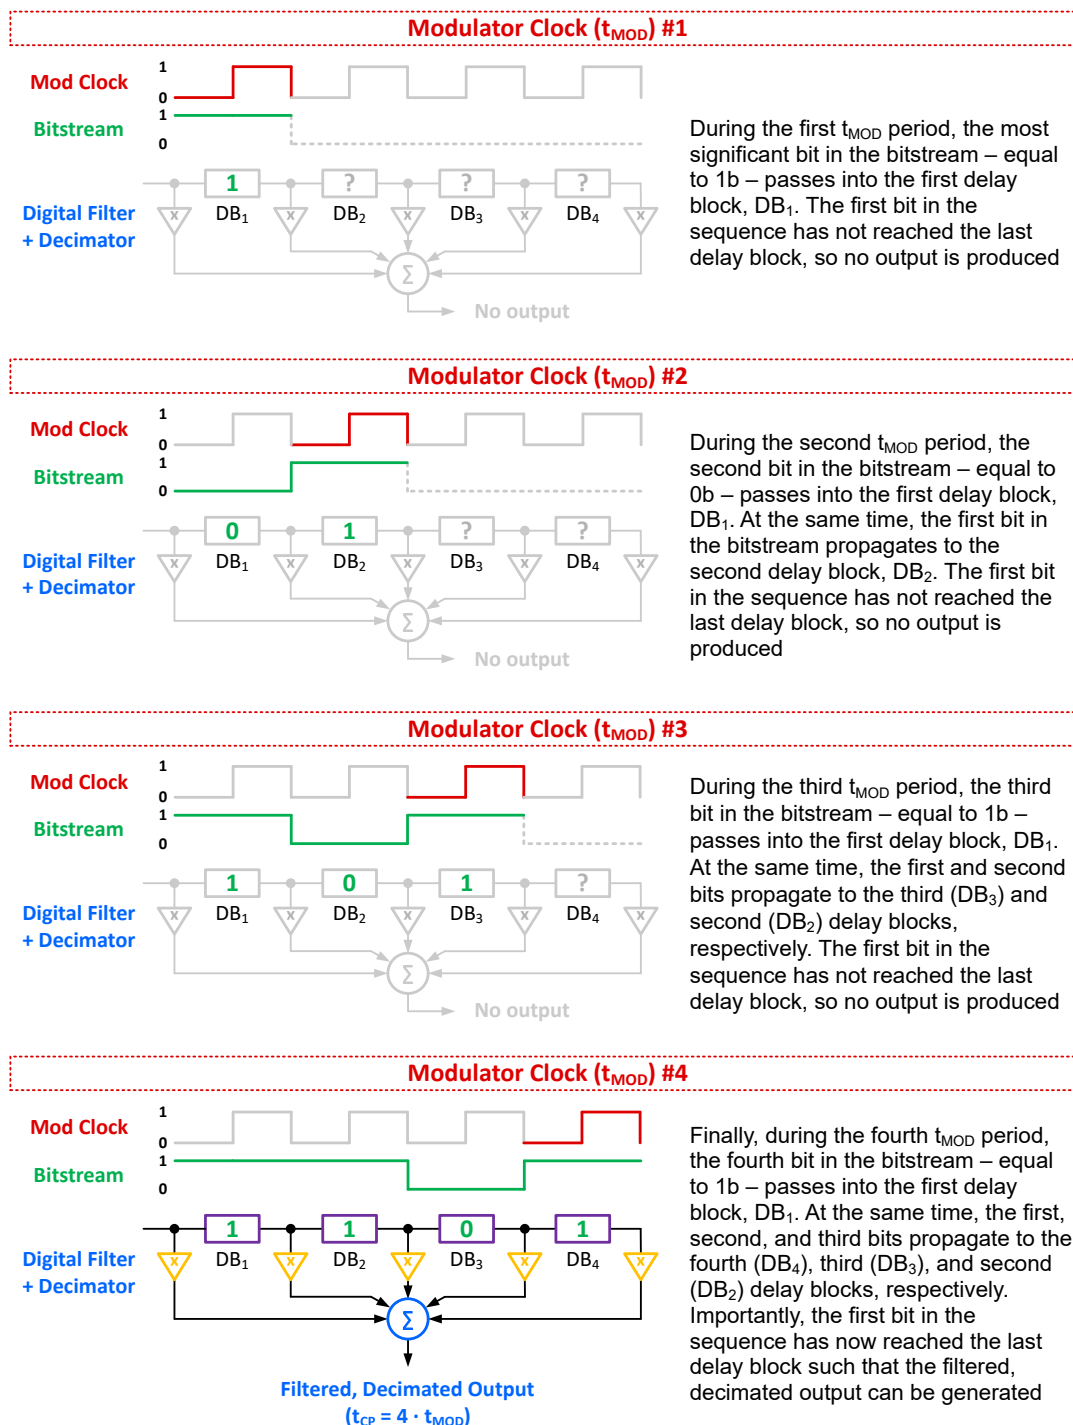 Modulator Clock (tMOD) #1
Mod Clock
1
0
Bitstream
1
0
Digital Filter
+ Decimator
1
?
?
?
DB1
DB2
DB3
DB4
x
x
x
x
x
Σ
No output
During the first tMOD period, the most
significant bit in the bitstream – equal
to 1b – passes into the first delay
block, DB1. The first bit in the
sequence has not reached the last
delay block, so no output is produced
Modulator Clock (tMOD) #2
Mod Clock
1
0
Bitstream
1
0
Digital Filter
+ Decimator
0
1
?
?
DB1
DB2
DB3
DB4
x
x
x
x
x
Σ
No output
During the second tMOD period, the
second bit in the bitstream – equal to
0b – passes into the first delay block,
DB1. At the same time, the first bit in
the bitstream propagates to the
second delay block, DB2. The first bit
in the sequence has not reached the
last delay block, so no output is
produced
Modulator Clock (tMOD) #3
Mod Clock
1
0
Bitstream
1
0
Digital Filter
+ Decimator
1
0
1
?
DB1
DB2
DB3
DB4
x
x
x
x
x
Σ
No output
During the third tMOD period, the third
bit in the bitstream – equal to 1b –
passes into the first delay block, DB1.
At the same time, the first and second
bits propagate to the third (DB3) and
second (DB2) delay blocks,
respectively. The first bit in the
sequence has not reached the last
delay block, so no output is produced
Modulator Clock (tMOD) #4
Mod Clock
1
0
Bitstream
1
0
Digital Filter
+ Decimator
1
1
0
1
DB1
DB2
DB3
DB4
x
x
x
x
x
Σ
Filtered, Decimated Output
(tCP = 4 · tMOD)
Finally, during the fourth tMOD period,
the fourth bit in the bitstream – equal
to 1b – passes into the first delay
block, DB1. At the same time, the first,
second, and third bits propagate to the
fourth (DB4), third (DB3), and second
(DB2) delay blocks, respectively.
Importantly, the first bit in the
sequence has now reached the last
delay block such that the filtered,
decimated output can be generated